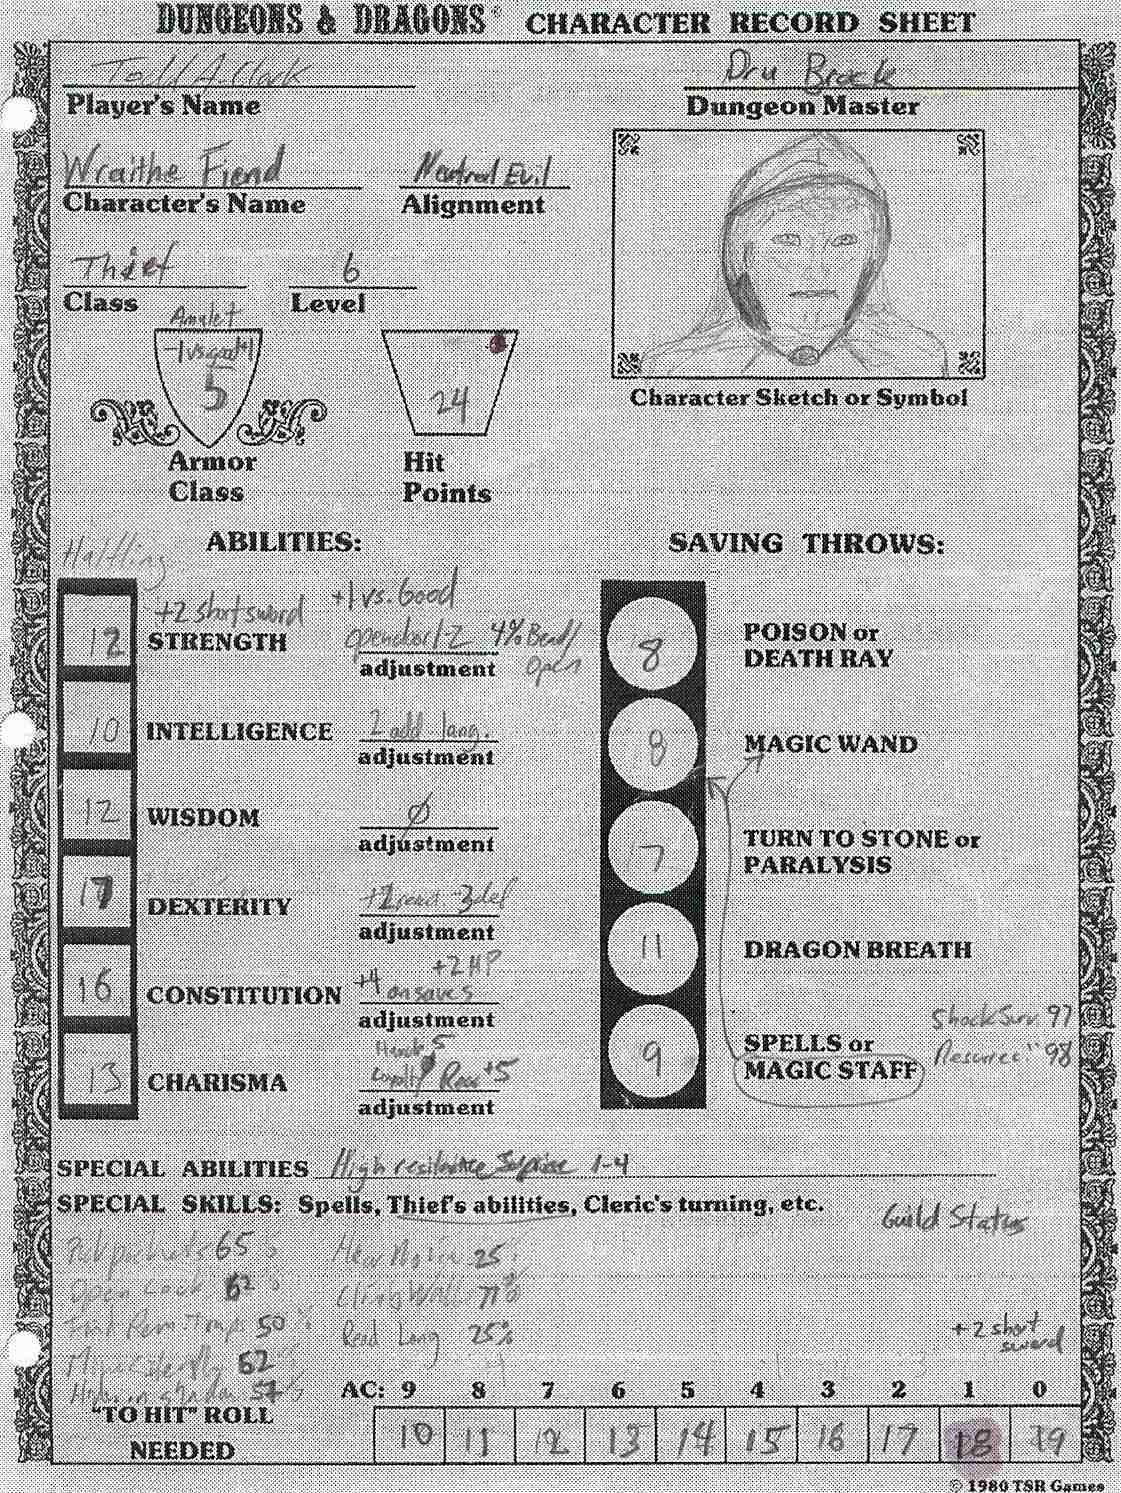 DUNGEONS & DRAGONS® CHARACTER RECORD SHEET
Todd A. Clark
Dru Brock
Player's Name
Dungeon Master
Wraithe Fiend
Neutral Evil
Character's Name
Alignment
Thief
6
Class
Level
Amulet
-1 vs. good
5
24
Armor
Class
Hit
Points
Character Sketch or Symbol
Halfling
ABILITIES:
SAVING THROWS:
+2 short sword
+1 vs. Good
12
STRENGTH
open door 1-2 4% Bend/
Open
adjustment
8
POISON or
DEATH RAY
10
INTELLIGENCE
2 add lang.
adjustment
8
MAGIC WAND
12
WISDOM
Ø
adjustment
7
TURN TO STONE or
PARALYSIS
17
DEXTERITY
+2 reac. -3 def
adjustment
11
DRAGON BREATH
16
CONSTITUTION
+2 HP
+4 on saves
adjustment
9
SPELLS or
MAGIC STAFF
Shock Surv. 97
Resurrec. " 98
13
CHARISMA
5
Loyalty Reac +5
adjustment
SPECIAL ABILITIES High resistance Surprise 1-4
SPECIAL SKILLS: Spells, Thief's abilities, Cleric's turning, etc.
Guild Status
Pick pockets 65%
Hear Noise 25%
Open Lock 62%
Climb Walls 77%
Find Rem. Traps 50%
Read Lang 25%
Move Silently 62
+2 short
sword
Hide in shadow 57%
AC: 9 8 7 6 5 4 3 2 1 0
"TO HIT" ROLL
NEEDED
10 11 12 13 14 15 16 17 18 19
© 1980 TSR Games